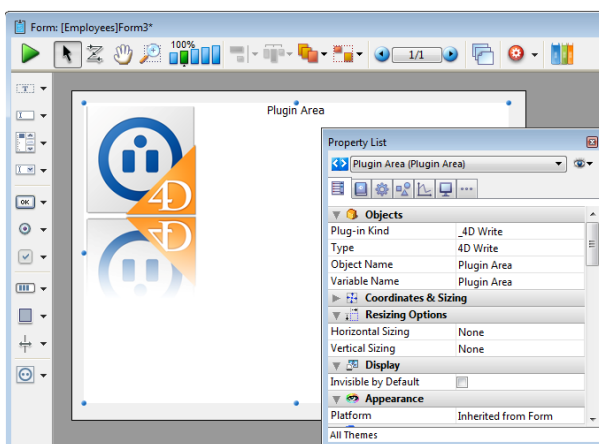 Form: [Employees]Form3*
100%
1/1
Plugin Area
4D
4D
Property List
Plugin Area (Plugin Area)
Objects
Plug-in Kind _4D Write
Type 4D Write
Object Name Plugin Area
Variable Name Plugin Area
Coordinates & Sizing
Resizing Options
Horizontal Sizing None
Vertical Sizing None
Display
Invisible by Default
Appearance
Platform Inherited from Form
All Themes
OK